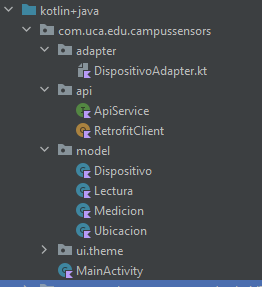 kotlin+java
com.uca.edu.campussensors
adapter
DispositivoAdapter.kt
api
ApiService
RetrofitClient
model
Dispositivo
Lectura
Medicion
Ubicacion
ui.theme
MainActivity